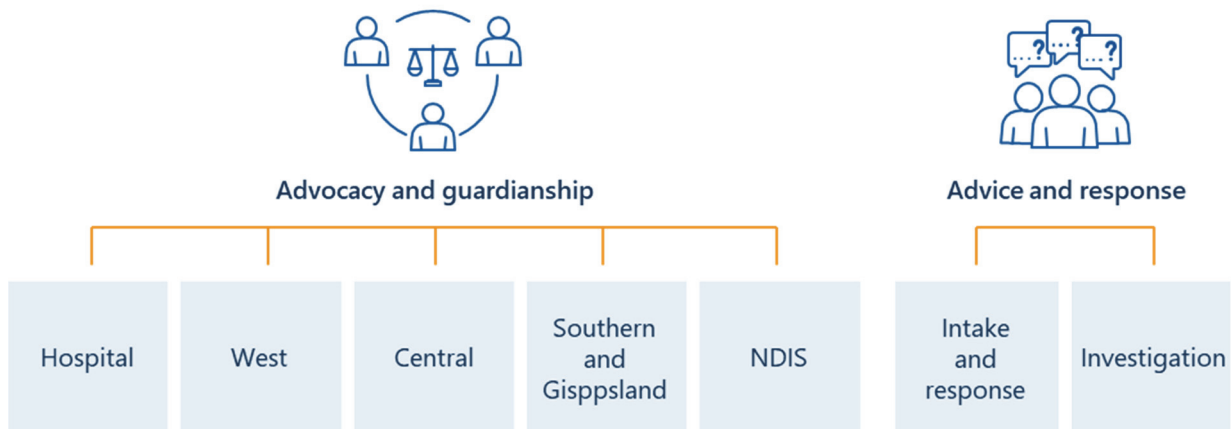 ...?
...?
...?
Advocacy and guardianship
Advice and response
Hospital
West
Central
Southern
and
Gisppsland
NDIS
Intake
and
response
Investigation